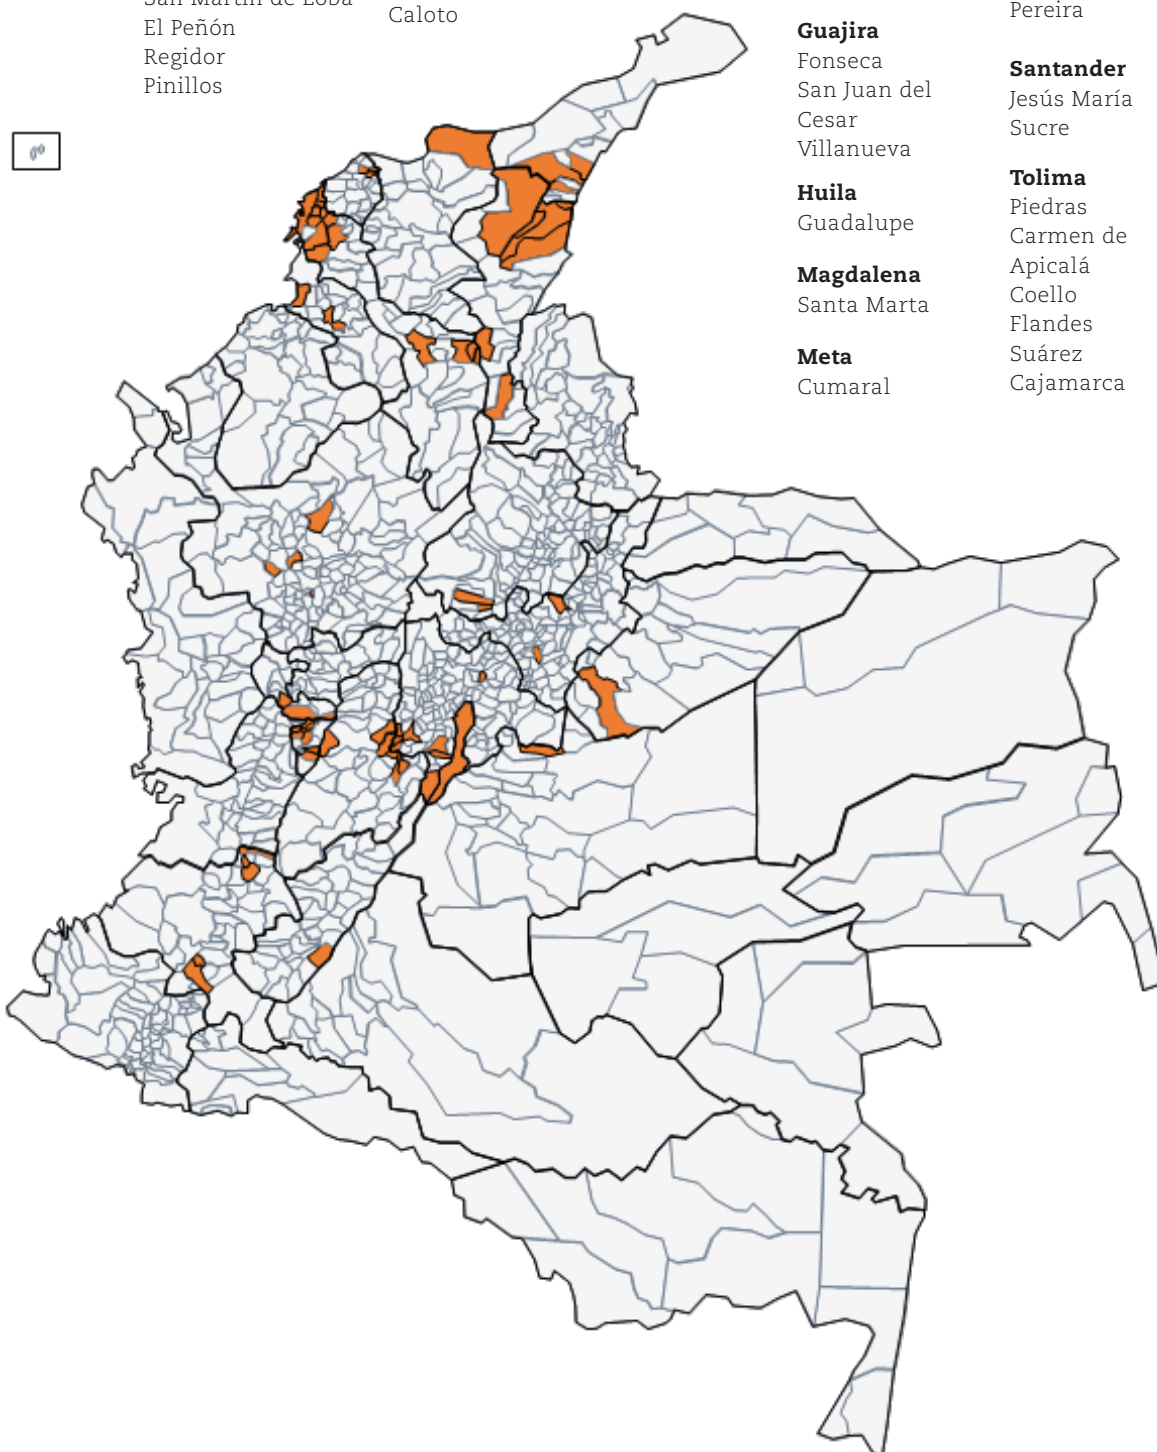 San Martín de Loba
El Peñón
Regidor
Pinillos
Caloto
Guajira
Fonseca
San Juan del
Cesar
Villanueva
Huila
Guadalupe
Magdalena
Santa Marta
Meta
Cumaral
Pereira
Santander
Jesús María
Sucre
Tolima
Piedras
Carmen de
Apicalá
Coello
Flandes
Suárez
Cajamarca